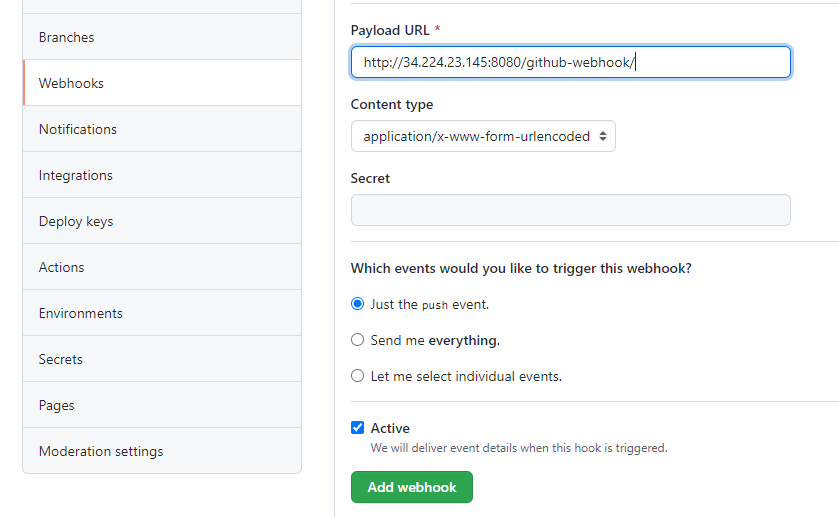 Branches
Webhooks
Notifications
Integrations
Deploy keys
Actions
Environments
Secrets
Pages
Moderation settings
Payload URL *
http://34.224.23.145:8080/github-webhook/
Content type
application/x-www-form-urlencoded
Secret
Which events would you like to trigger this webhook?
Just the push event.
Send me everything.
Let me select individual events.
Active
We will deliver event details when this hook is triggered.
Add webhook